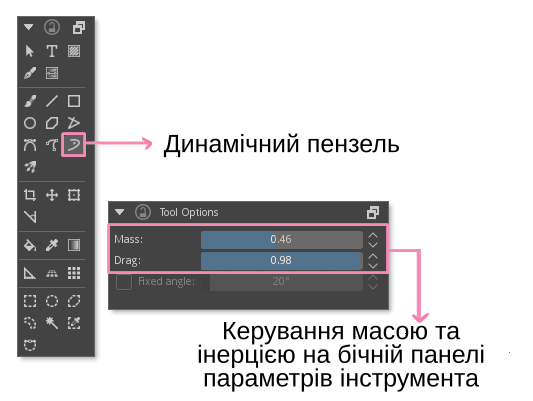 Динамічний пензель
Tool Options
Mass: 0.46
Drag: 0.98
Fixed angle: 20°
Керування масою та
інерцією на бічній панелі
параметрів інструмента